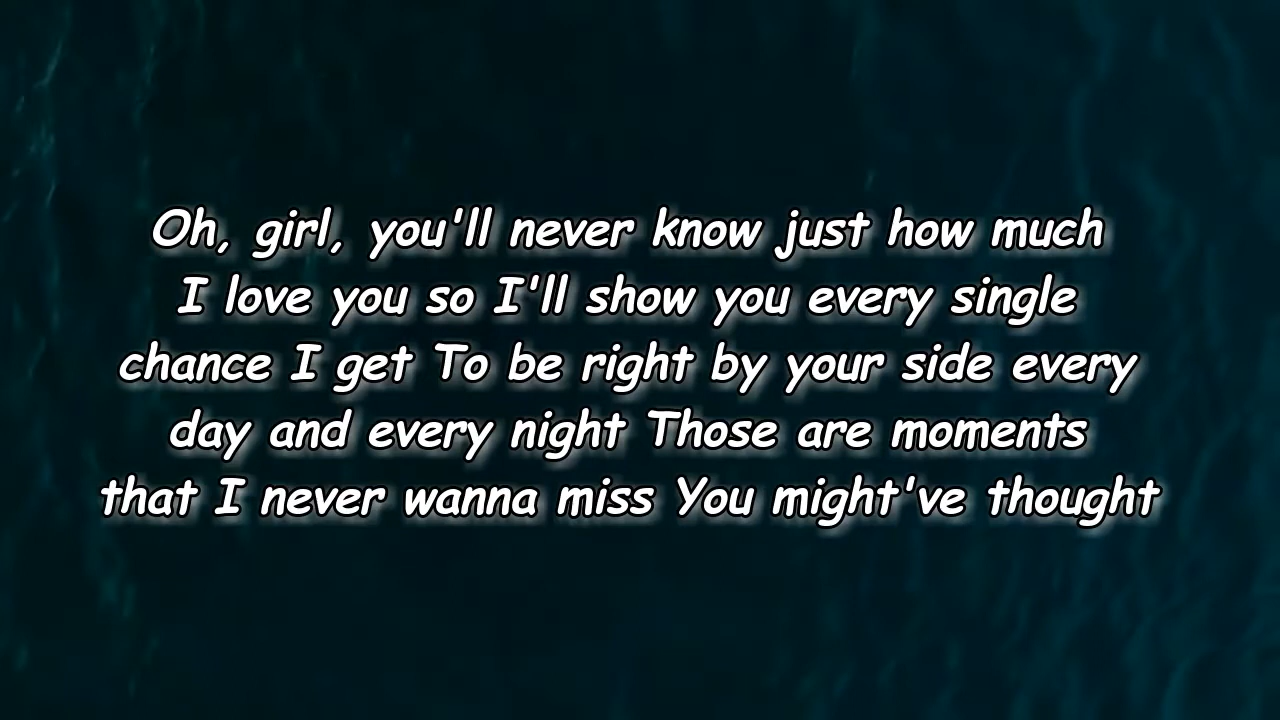 Oh, girl, you'll never know just how much
I love you so I'll show you every single
chance I get To be right by your side every
day and every night Those are moments
that I never wanna miss You might've thought